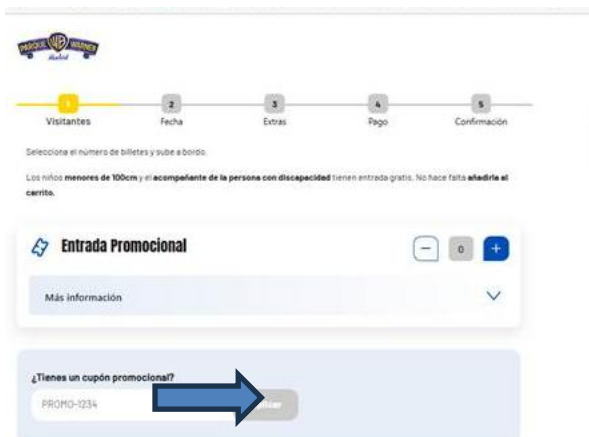 PARQUE WB WARNER
Madrid
1 2 3 4 5
Visitantes Fecha Extras Pago Confirmación
Selecciona el número de billetes y sube a bordo.
Los niños menores de 100cm y el acompañante de la persona con discapacidad tienen entrada gratis. No hace falta añadirle al
carrito.
Entrada Promocional
− 0 +
Más información
¿Tienes un cupón promocional?
PROMO-1234